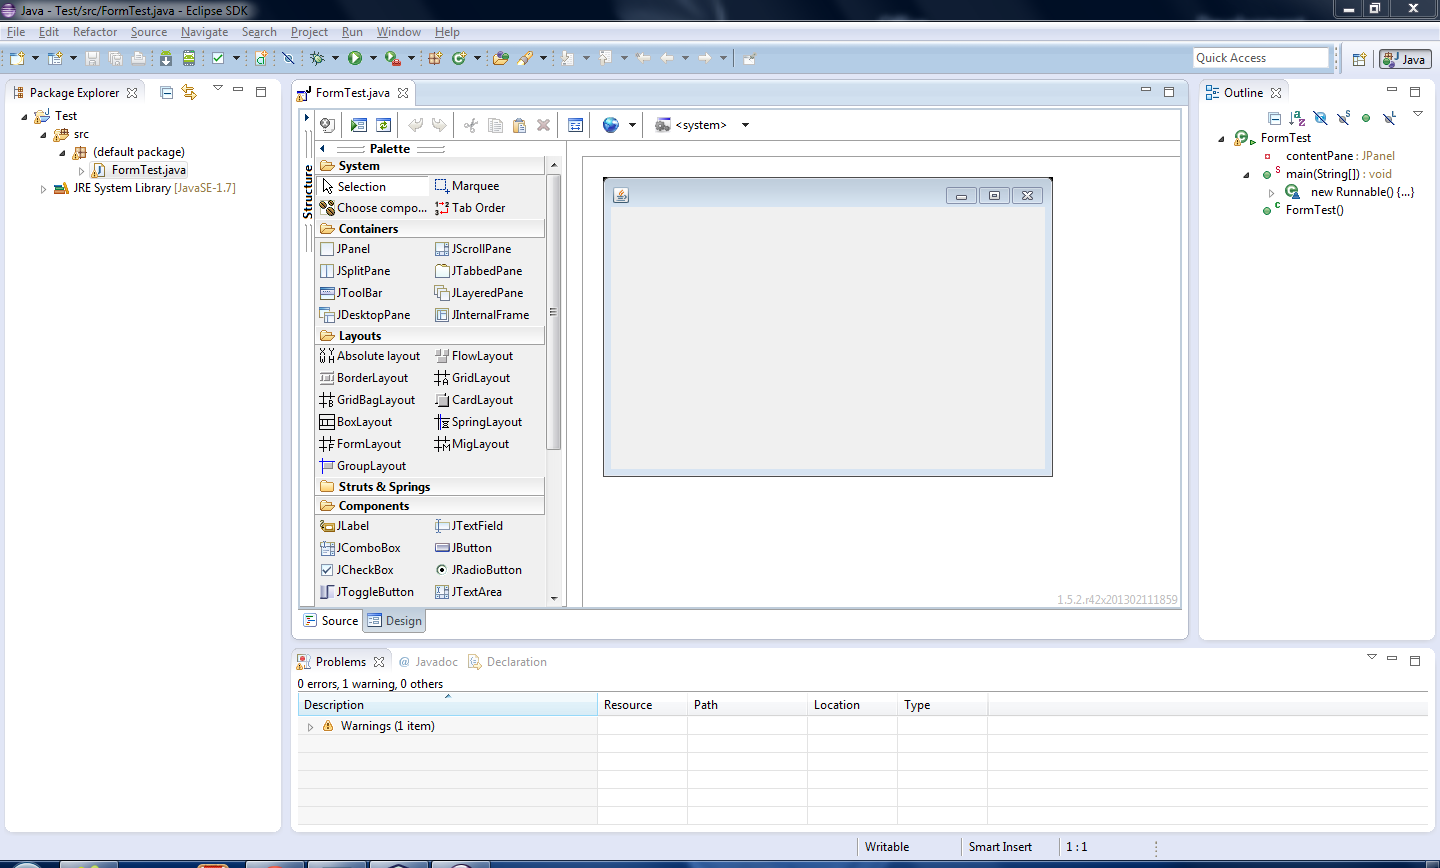 Java - Test/src/FormTest.java - Eclipse SDK
File Edit Refactor Source Navigate Search Project Run Window Help
Quick Access
Java
Package Explorer
Test
src
(default package)
FormTest.java
JRE System Library [JavaSE-1.7]
FormTest.java
<system>
Structure
Palette
System
Selection Marquee
Choose compo... Tab Order
Containers
JPanel JScrollPane
JSplitPane JTabbedPane
JToolBar JLayeredPane
JDesktopPane JInternalFrame
Layouts
Absolute layout FlowLayout
BorderLayout GridLayout
GridBagLayout CardLayout
BoxLayout SpringLayout
FormLayout MigLayout
GroupLayout
Struts & Springs
Components
JLabel JTextField
JComboBox JButton
JCheckBox JRadioButton
JToggleButton JTextArea
1.5.2.r42x201302111859
Source Design
Outline
FormTest
contentPane : JPanel
main(String[]) : void
new Runnable() {...}
FormTest()
Problems Javadoc Declaration
0 errors, 1 warning, 0 others
Description Resource Path Location Type
Warnings (1 item)
Writable Smart Insert 1 : 1